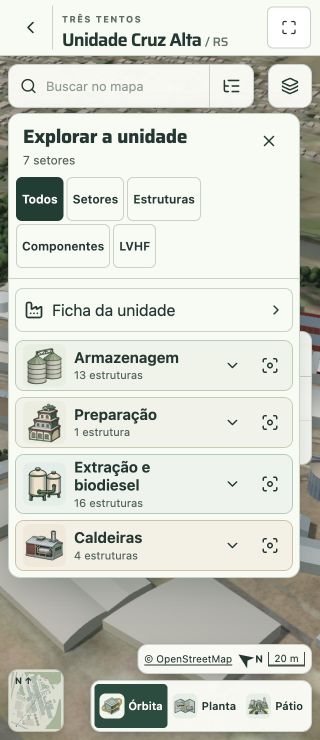 TRÊS TENTOS
Unidade Cruz Alta / RS
Buscar no mapa
Explorar a unidade
7 setores
Todos
Setores
Estruturas
Componentes
LVHF
Ficha da unidade
Armazenagem
13 estruturas
Preparação
1 estrutura
Extração e
biodiesel
16 estruturas
Caldeiras
4 estruturas
© OpenStreetMap
N
20 m
N ↑
Órbita
Planta
Pátio